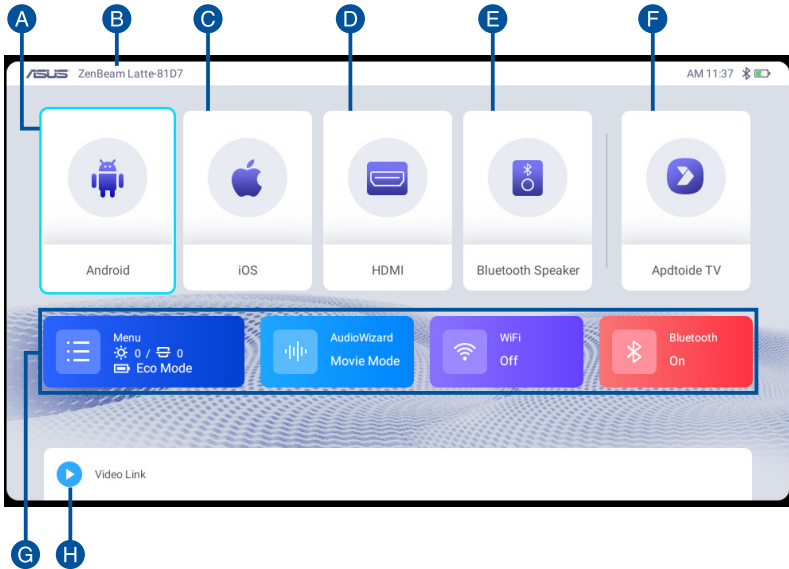 A B C D E F
ASUS ZenBeam Latte-81D7 AM 11:37
Android iOS HDMI Bluetooth Speaker Apdtoide TV
Menu
0 / 0
Eco Mode
AudioWizard
Movie Mode
WiFi
Off
Bluetooth
On
Video Link
G H